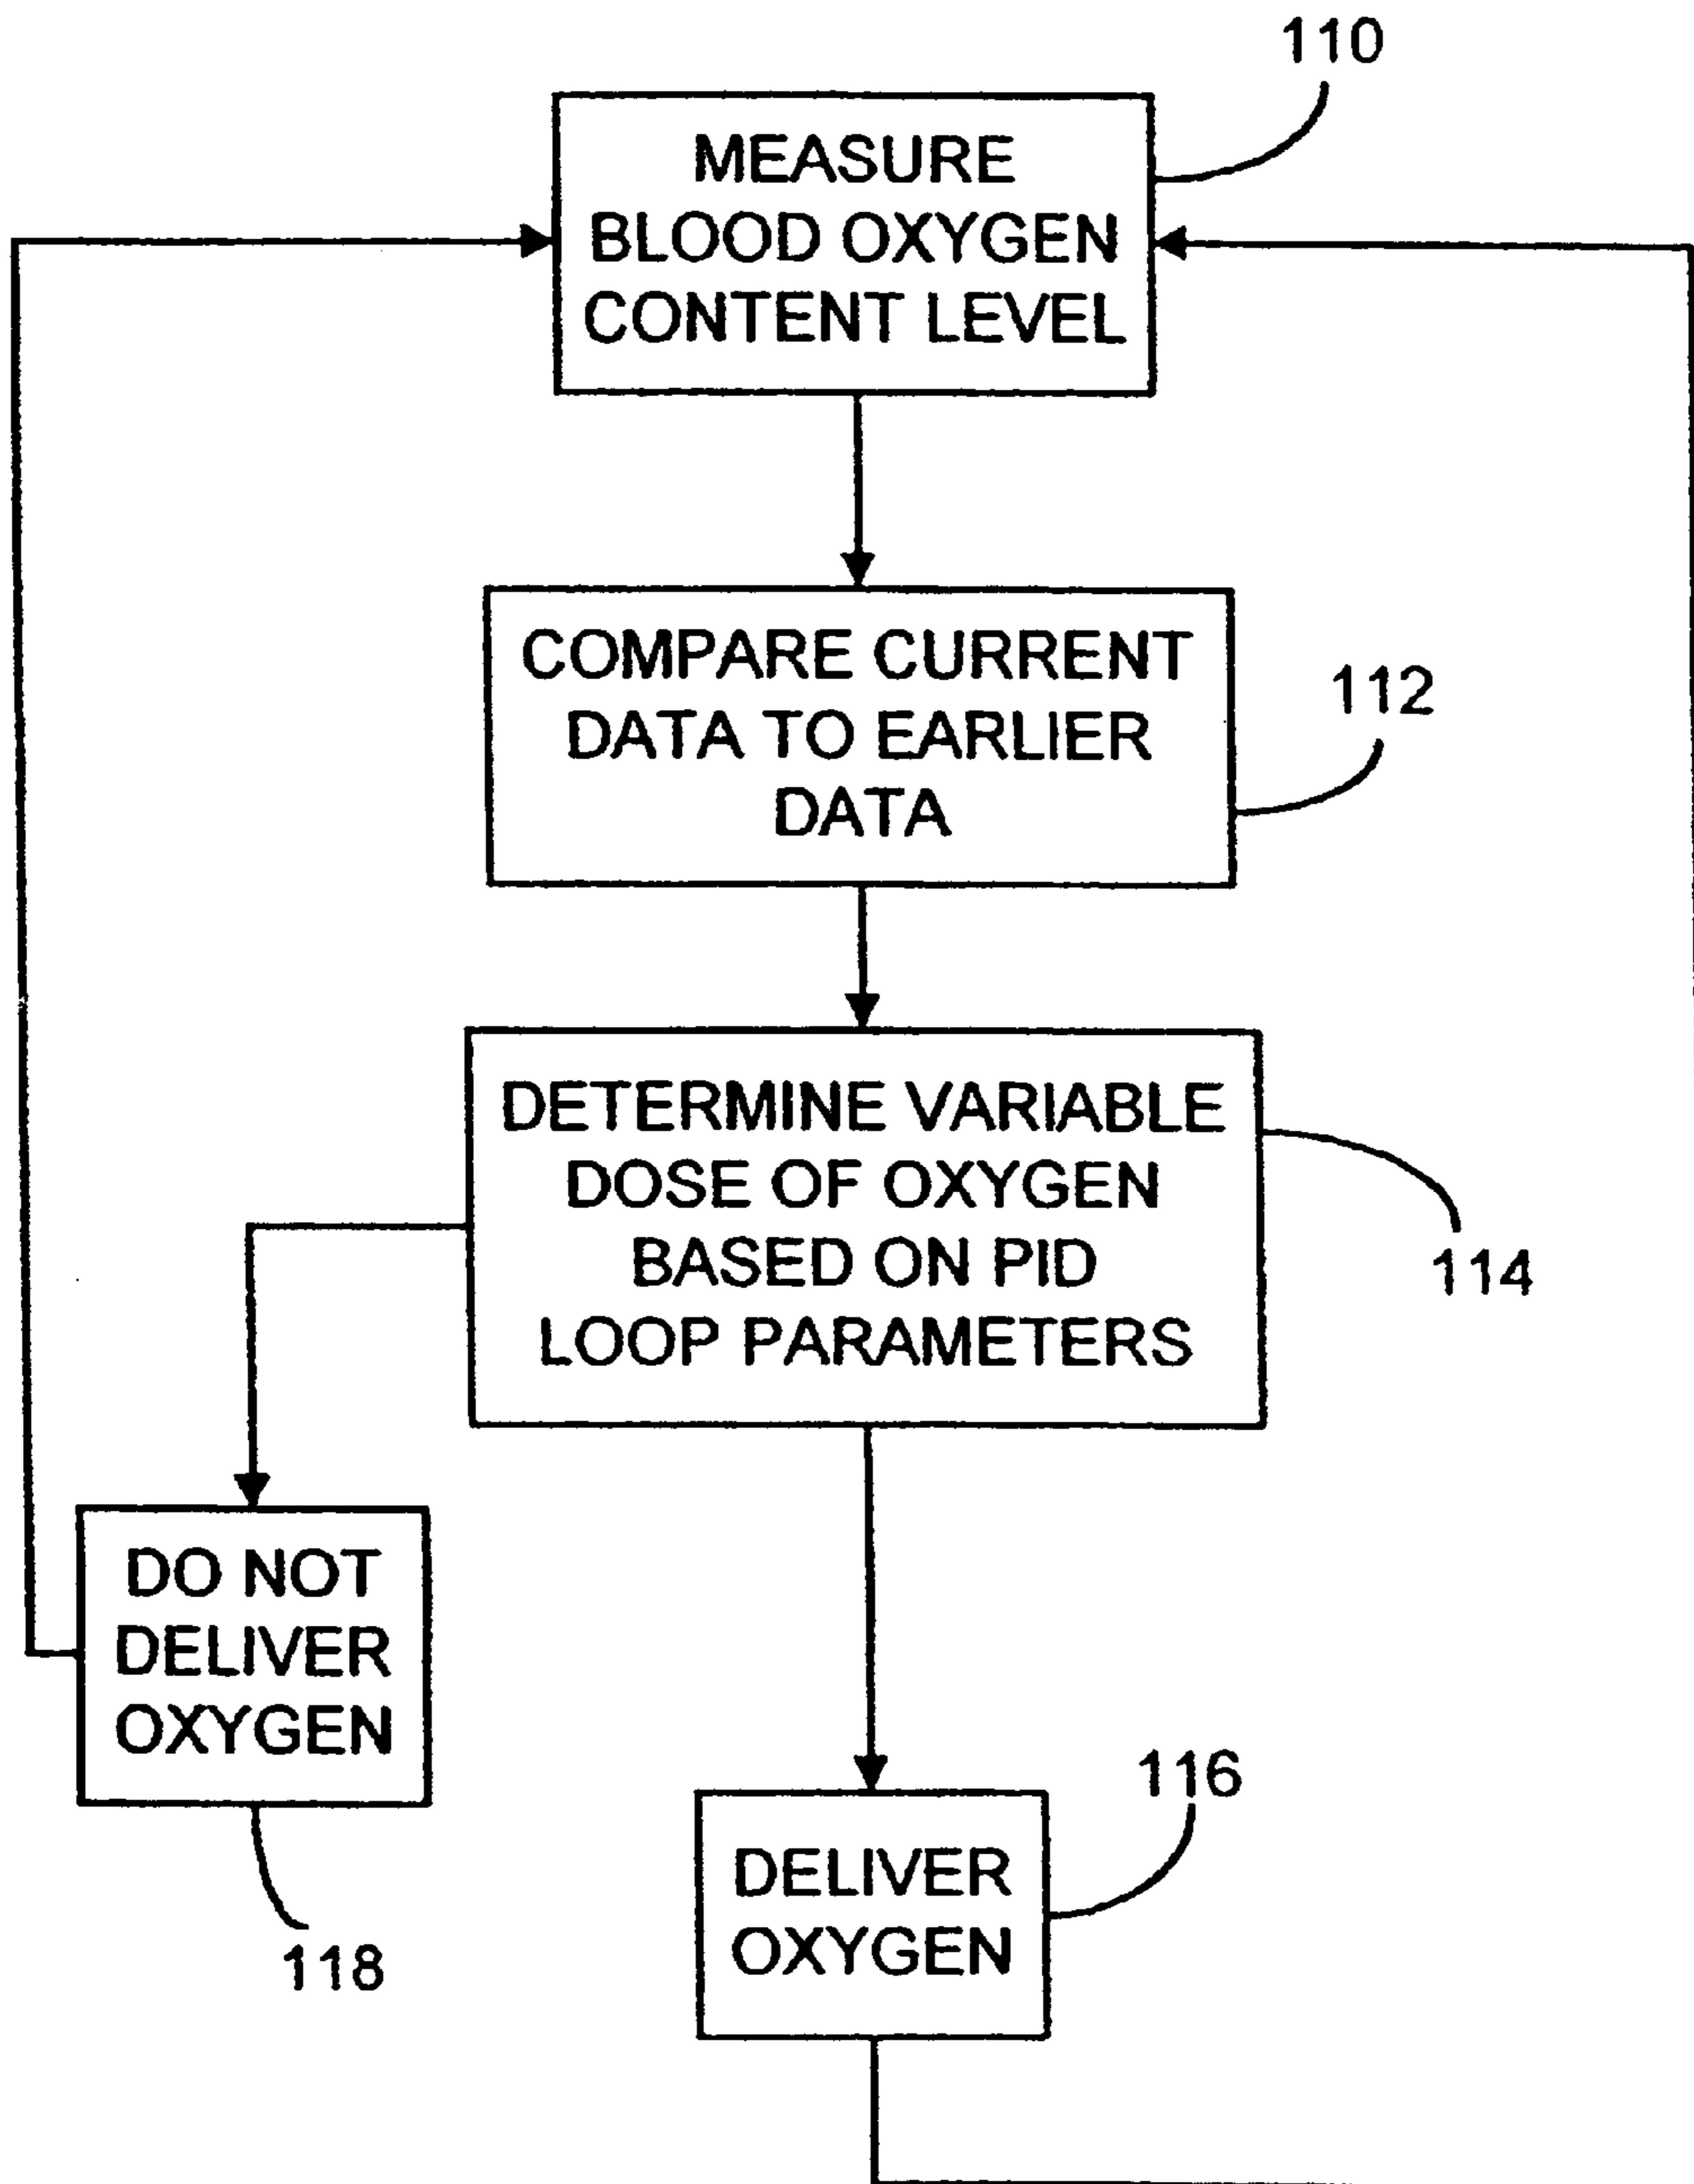 110
MEASURE
BLOOD OXYGEN
CONTENT LEVEL
COMPARE CURRENT
DATA TO EARLIER
DATA
112
DETERMINE VARIABLE
DOSE OF OXYGEN
BASED ON PID
LOOP PARAMETERS
114
DO NOT
DELIVER
OXYGEN
118
116
DELIVER
OXYGEN